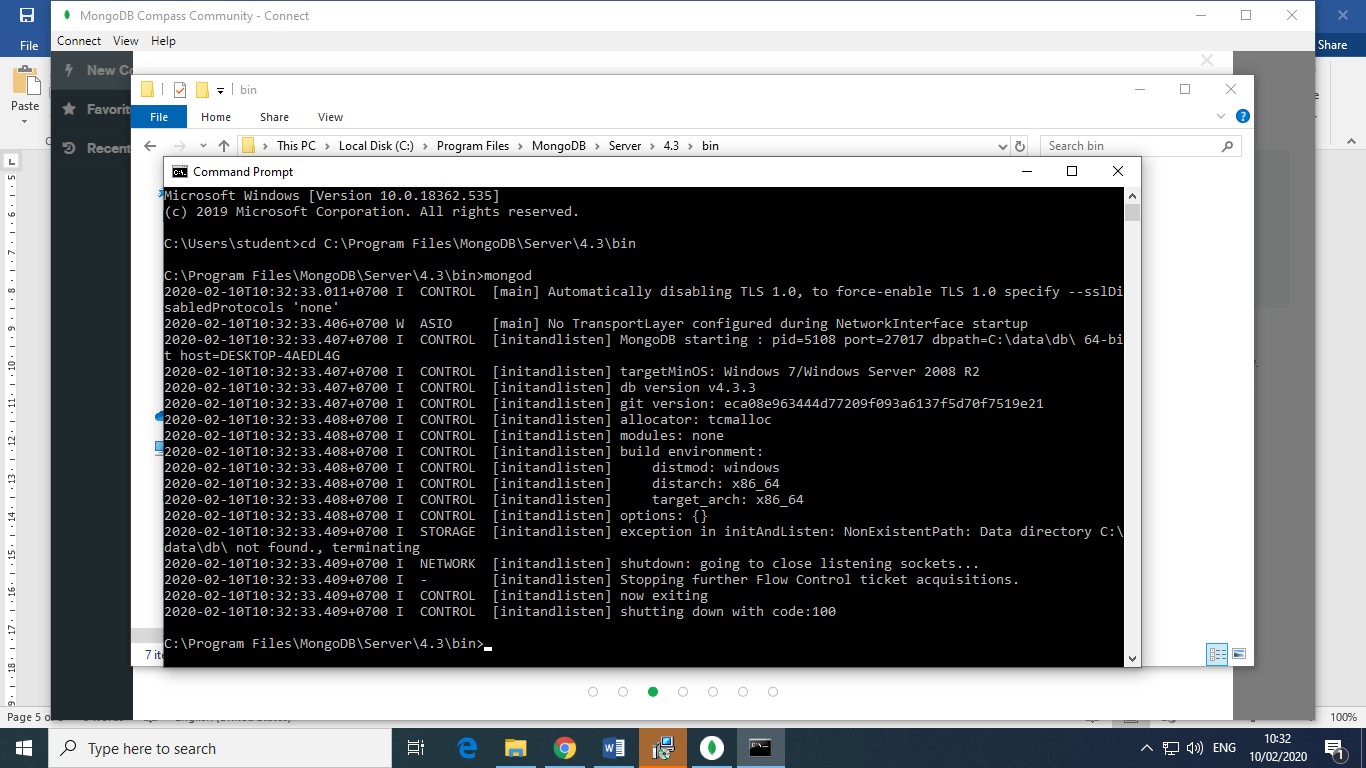 MongoDB Compass Community - Connect
File
Connect View Help
Share
New Co
Paste
Favorit
Recent
bin
File Home Share View
This PC Local Disk (C:) Program Files MongoDB Server 4.3 bin
Search bin
Command Prompt
Microsoft Windows [Version 10.0.18362.535]
(c) 2019 Microsoft Corporation. All rights reserved.
C:\Users\student>cd C:\Program Files\MongoDB\Server\4.3\bin
C:\Program Files\MongoDB\Server\4.3\bin>mongod
2020-02-10T10:32:33.011+0700 I  CONTROL  [main] Automatically disabling TLS 1.0, to force-enable TLS 1.0 specify --sslDi
sabledProtocols 'none'
2020-02-10T10:32:33.406+0700 W  ASIO     [main] No TransportLayer configured during NetworkInterface startup
2020-02-10T10:32:33.407+0700 I  CONTROL  [initandlisten] MongoDB starting : pid=5108 port=27017 dbpath=C:\data\db\ 64-bi
t host=DESKTOP-4AEDL4G
2020-02-10T10:32:33.407+0700 I  CONTROL  [initandlisten] targetMinOS: Windows 7/Windows Server 2008 R2
2020-02-10T10:32:33.407+0700 I  CONTROL  [initandlisten] db version v4.3.3
2020-02-10T10:32:33.407+0700 I  CONTROL  [initandlisten] git version: eca08e963444d77209f093a6137f5d70f7519e21
2020-02-10T10:32:33.408+0700 I  CONTROL  [initandlisten] allocator: tcmalloc
2020-02-10T10:32:33.408+0700 I  CONTROL  [initandlisten] modules: none
2020-02-10T10:32:33.408+0700 I  CONTROL  [initandlisten] build environment:
2020-02-10T10:32:33.408+0700 I  CONTROL  [initandlisten]     distmod: windows
2020-02-10T10:32:33.408+0700 I  CONTROL  [initandlisten]     distarch: x86_64
2020-02-10T10:32:33.408+0700 I  CONTROL  [initandlisten]     target_arch: x86_64
2020-02-10T10:32:33.408+0700 I  CONTROL  [initandlisten] options: {}
2020-02-10T10:32:33.409+0700 I  STORAGE  [initandlisten] exception in initAndListen: NonExistentPath: Data directory C:\
data\db\ not found., terminating
2020-02-10T10:32:33.409+0700 I  NETWORK  [initandlisten] shutdown: going to close listening sockets...
2020-02-10T10:32:33.409+0700 I  -        [initandlisten] Stopping further Flow Control ticket acquisitions.
2020-02-10T10:32:33.409+0700 I  CONTROL  [initandlisten] now exiting
2020-02-10T10:32:33.409+0700 I  CONTROL  [initandlisten] shutting down with code:100
C:\Program Files\MongoDB\Server\4.3\bin>
7 ite
Page 5 of
100%
Type here to search
ENG
10:32
10/02/2020
1